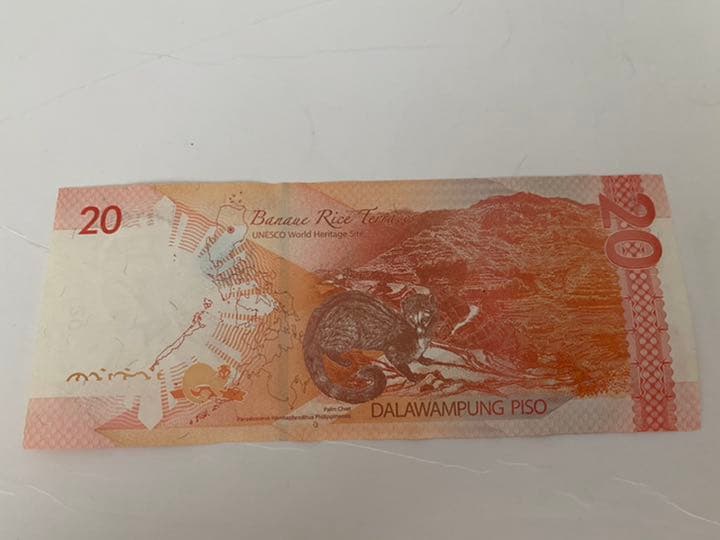 20
Banaue Rice Terraces
UNESCO World Heritage Site
20
Palm Civet
Paradoxurus hermaphroditus philippinensis
DALAWAMPUNG PISO